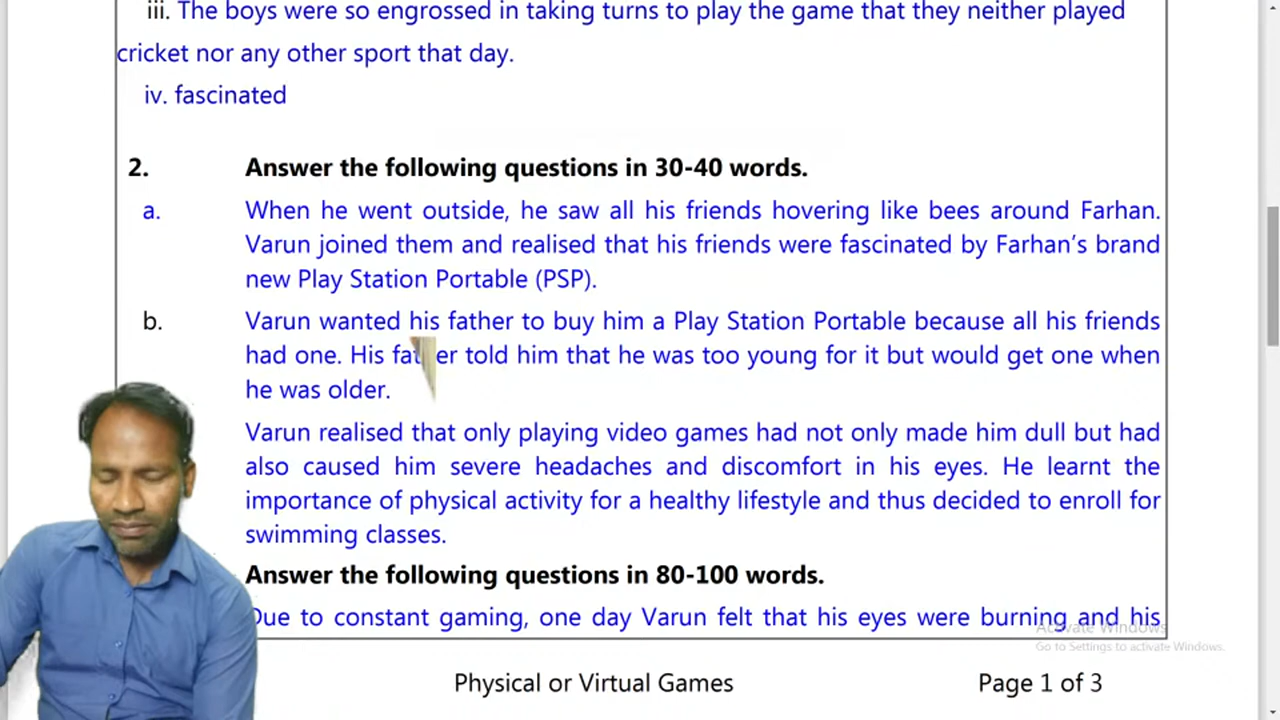 iii. The boys were so engrossed in taking turns to play the game that they neither played
cricket nor any other sport that day.
iv. fascinated
2. Answer the following questions in 30-40 words.
a. When he went outside, he saw all his friends hovering like bees around Farhan.
Varun joined them and realised that his friends were fascinated by Farhan's brand
new Play Station Portable (PSP).
b. Varun wanted his father to buy him a Play Station Portable because all his friends
had one. His father told him that he was too young for it but would get one when
he was older.
Varun realised that only playing video games had not only made him dull but had
also caused him severe headaches and discomfort in his eyes. He learnt the
importance of physical activity for a healthy lifestyle and thus decided to enroll for
swimming classes.
Answer the following questions in 80-100 words.
Due to constant gaming, one day Varun felt that his eyes were burning and his
Activate Windows
Go to Settings to activate Windows.
Physical or Virtual Games Page 1 of 3